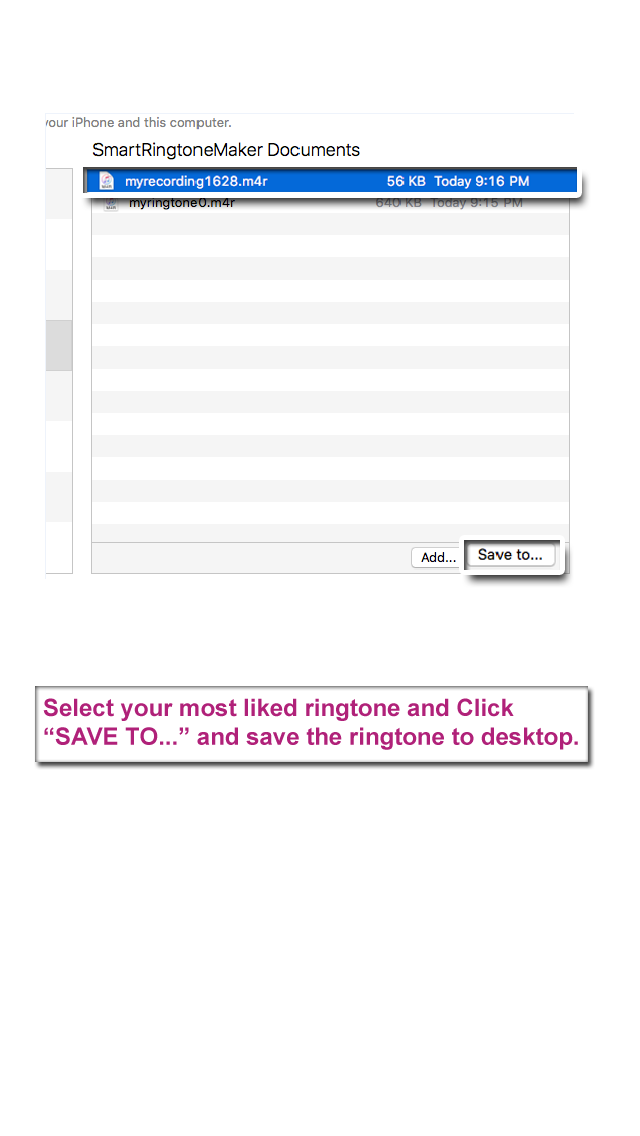 your iPhone and this computer.
SmartRingtoneMaker Documents
myrecording1628.m4r 56 KB Today 9:16 PM
myringtone0.m4r 640 KB Today 9:15 PM
Add... Save to...
Select your most liked ringtone and Click
“SAVE TO...” and save the ringtone to desktop.